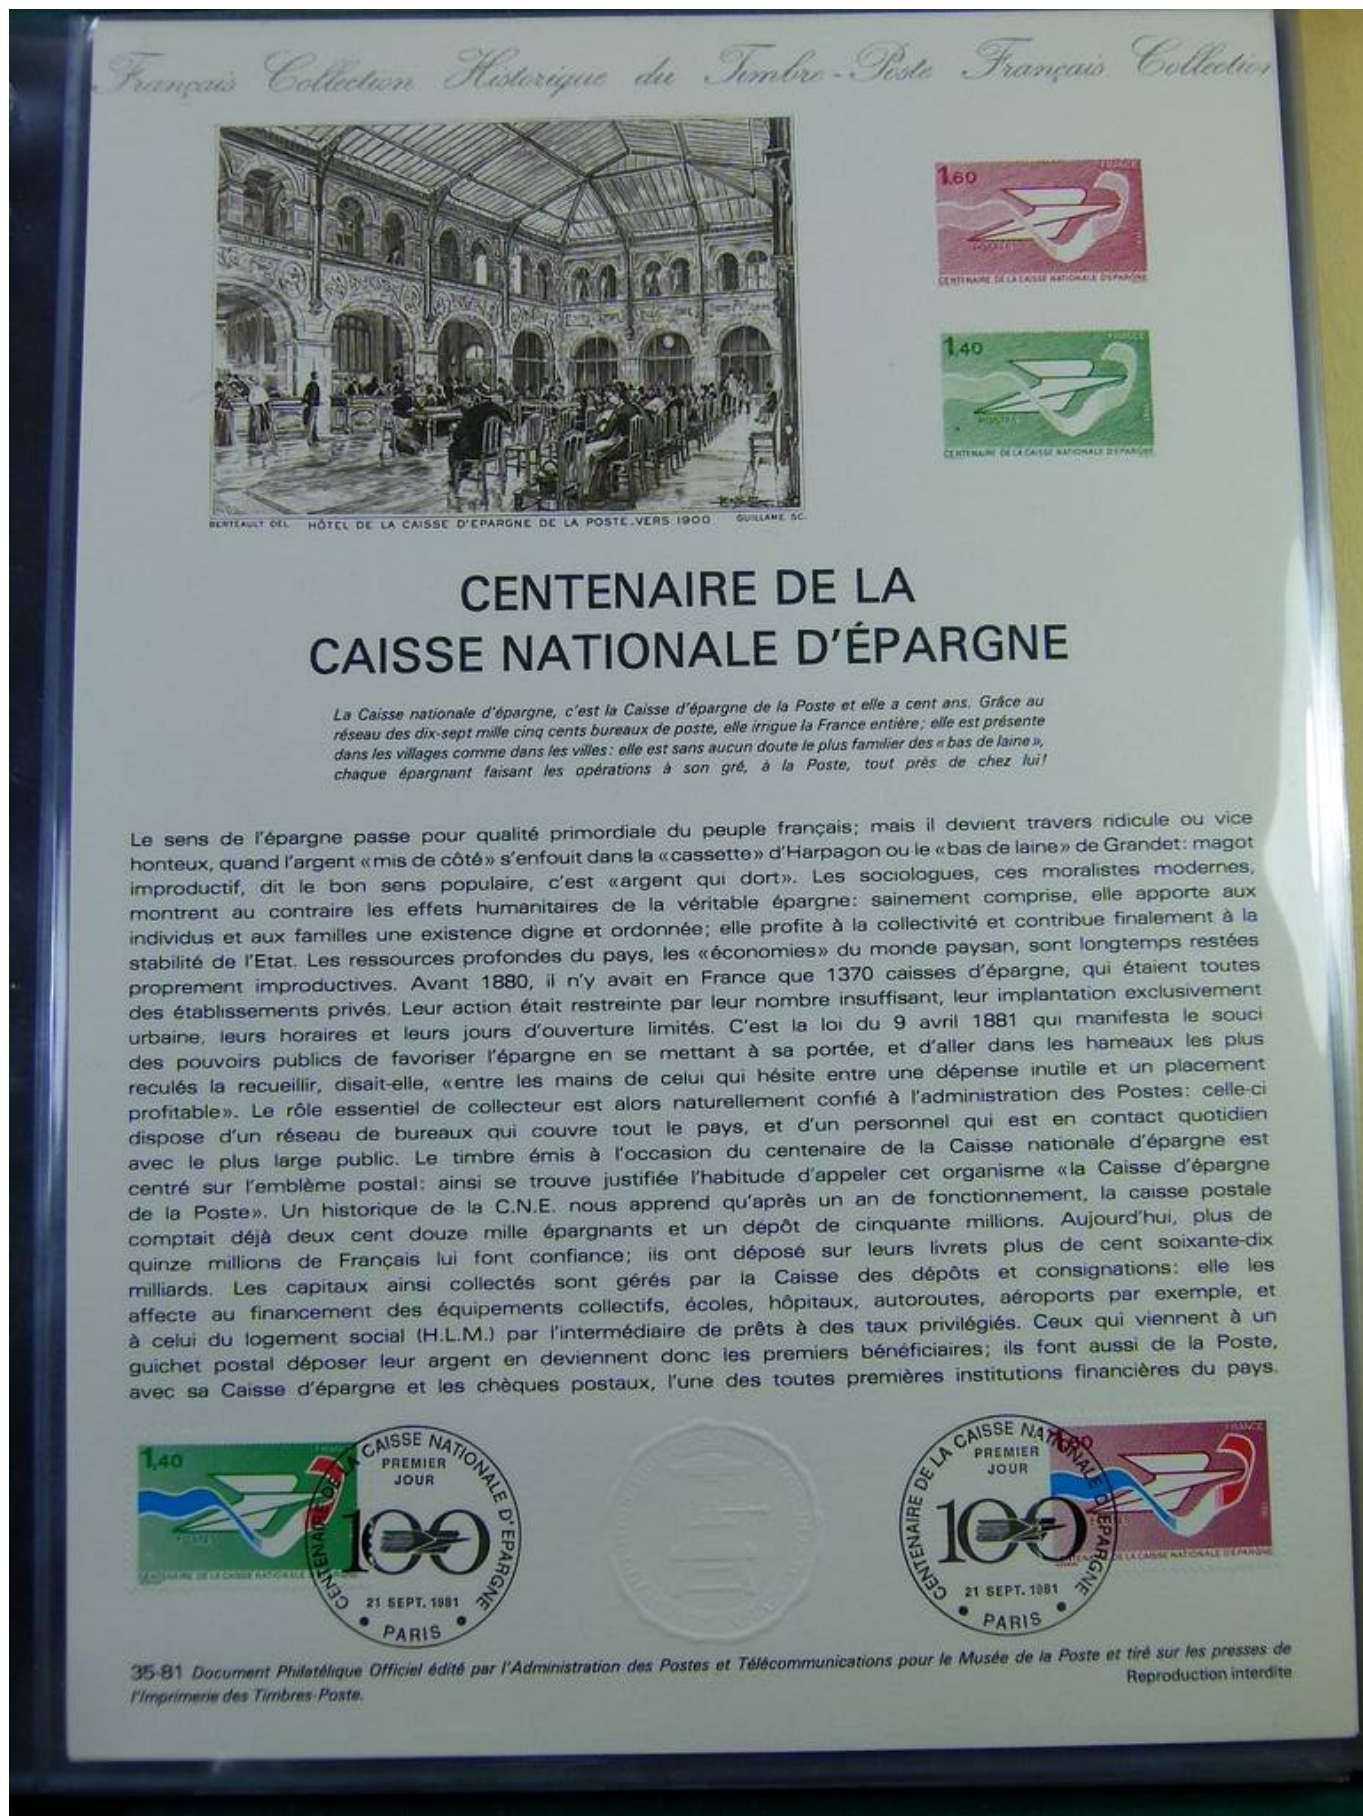 Français Collection Historique du Timbre-Poste Français Collection
1,60
FRANCE
POSTES
CENTENAIRE DE LA CAISSE NATIONALE D'EPARGNE
1,40
FRANCE
POSTES
CENTENAIRE DE LA CAISSE NATIONALE D'EPARGNE
BERTEAULT DEL. HÔTEL DE LA CAISSE D'EPARGNE DE LA POSTE.VERS 1900 GUILLAME SC.
CENTENAIRE DE LA
CAISSE NATIONALE D'ÉPARGNE
La Caisse nationale d'épargne, c'est la Caisse d'épargne de la Poste et elle a cent ans. Grâce au
réseau des dix-sept mille cinq cents bureaux de poste, elle irrigue la France entière; elle est présente
dans les villages comme dans les villes: elle est sans aucun doute le plus familier des «bas de laine»,
chaque épargnant faisant les opérations à son gré, à la Poste, tout près de chez lui!
Le sens de l'épargne passe pour qualité primordiale du peuple français; mais il devient travers ridicule ou vice
honteux, quand l'argent «mis de côté» s'enfouit dans la «cassette» d'Harpagon ou le «bas de laine» de Grandet: magot
improductif, dit le bon sens populaire, c'est «argent qui dort». Les sociologues, ces moralistes modernes,
montrent au contraire les effets humanitaires de la véritable épargne: sainement comprise, elle apporte aux
individus et aux familles une existence digne et ordonnée; elle profite à la collectivité et contribue finalement à la
stabilité de l'Etat. Les ressources profondes du pays, les «économies» du monde paysan, sont longtemps restées
proprement improductives. Avant 1880, il n'y avait en France que 1370 caisses d'épargne, qui étaient toutes
des établissements privés. Leur action était restreinte par leur nombre insuffisant, leur implantation exclusivement
urbaine, leurs horaires et leurs jours d'ouverture limités. C'est la loi du 9 avril 1881 qui manifesta le souci
des pouvoirs publics de favoriser l'épargne en se mettant à sa portée, et d'aller dans les hameaux les plus
reculés la recueillir, disait-elle, «entre les mains de celui qui hésite entre une dépense inutile et un placement
profitable». Le rôle essentiel de collecteur est alors naturellement confié à l'administration des Postes: celle-ci
dispose d'un réseau de bureaux qui couvre tout le pays, et d'un personnel qui est en contact quotidien
avec le plus large public. Le timbre émis à l'occasion du centenaire de la Caisse nationale d'épargne est
centré sur l'emblème postal: ainsi se trouve justifiée l'habitude d'appeler cet organisme «la Caisse d'épargne
de la Poste». Un historique de la C.N.E. nous apprend qu'après un an de fonctionnement, la caisse postale
comptait déjà deux cent douze mille épargnants et un dépôt de cinquante millions. Aujourd'hui, plus de
quinze millions de Français lui font confiance; ils ont déposé sur leurs livrets plus de cent soixante-dix
milliards. Les capitaux ainsi collectés sont gérés par la Caisse des dépôts et consignations: elle les
affecte au financement des équipements collectifs, écoles, hôpitaux, autoroutes, aéroports par exemple, et
à celui du logement social (H.L.M.) par l'intermédiaire de prêts à des taux privilégiés. Ceux qui viennent à un
guichet postal déposer leur argent en deviennent donc les premiers bénéficiaires; ils font aussi de la Poste,
avec sa Caisse d'épargne et les chèques postaux, l'une des toutes premières institutions financières du pays.
1,40
CENTENAIRE DE LA CAISSE NATIONALE D'EPARGNE
PREMIER
JOUR
100
21 SEPT. 1981
PARIS
CENTENAIRE DE LA CAISSE NATIONALE D'EPARGNE
PREMIER
JOUR
100
21 SEPT. 1981
PARIS
FRANCE
1,60
CENTENAIRE DE LA CAISSE NATIONALE D'EPARGNE
35-81 Document Philatélique Officiel édité par l'Administration des Postes et Télécommunications pour le Musée de la Poste et tiré sur les presses de
l'Imprimerie des Timbres-Poste.
Reproduction interdite